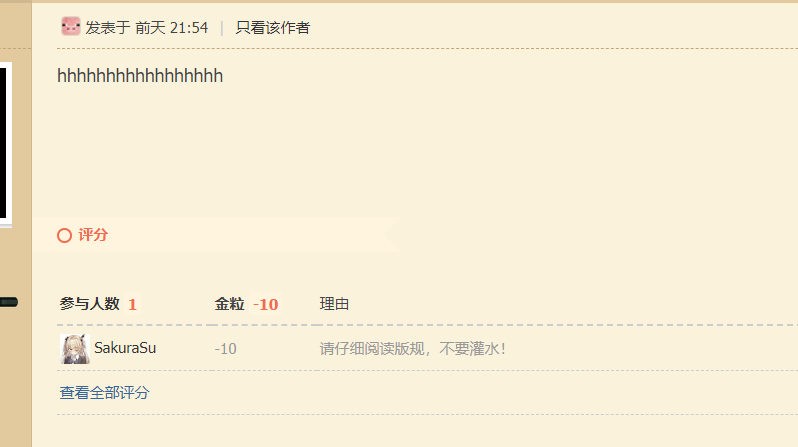 发表于 前天 21:54 | 只看该作者
hhhhhhhhhhhhhhhhh
评分
参与人数 1 金粒 -10 理由
SakuraSu -10 请仔细阅读版规，不要灌水！
查看全部评分